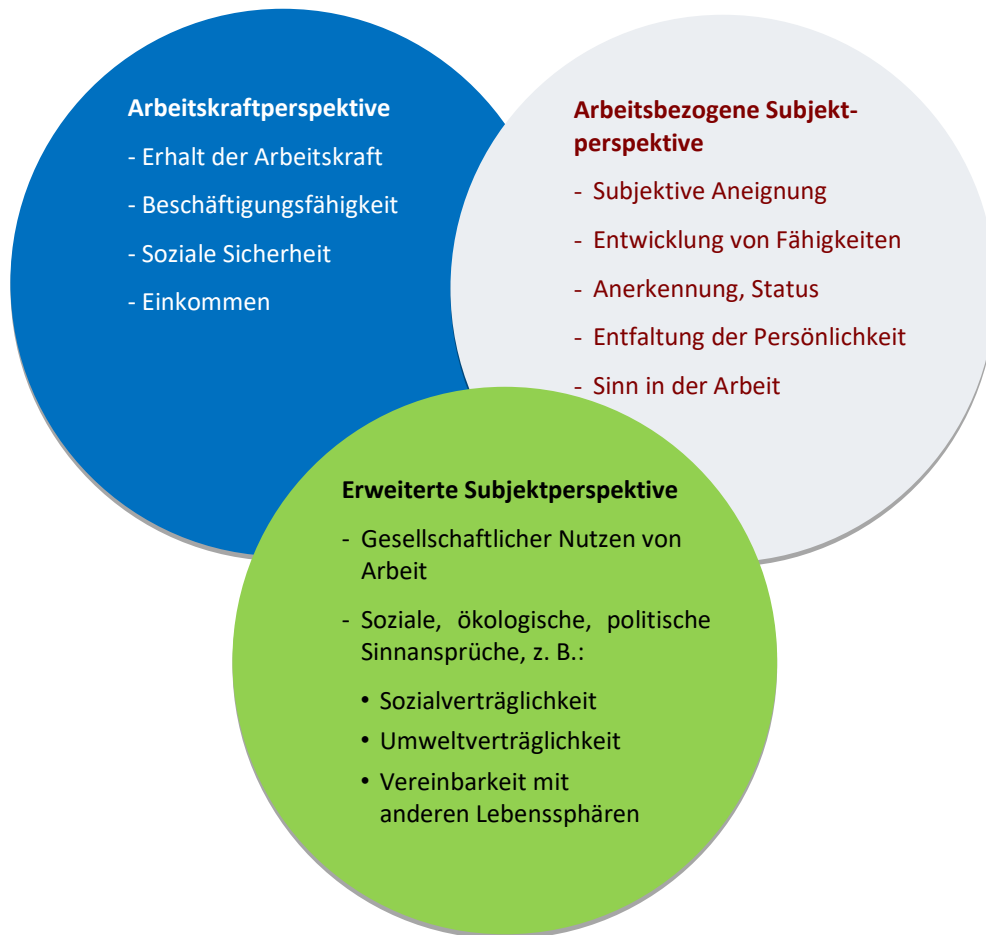 Arbeitskraftperspektive
- Erhalt der Arbeitskraft
- Beschäftigungsfähigkeit
- Soziale Sicherheit
- Einkommen
Arbeitsbezogene Subjekt-
perspektive
- Subjektive Aneignung
- Entwicklung von Fähigkeiten
- Anerkennung, Status
- Entfaltung der Persönlichkeit
- Sinn in der Arbeit
Erweiterte Subjektperspektive
- Gesellschaftlicher Nutzen von
Arbeit
- Soziale, ökologische, politische
Sinnansprüche, z. B.:
• Sozialverträglichkeit
• Umweltverträglichkeit
• Vereinbarkeit mit
anderen Lebenssphären